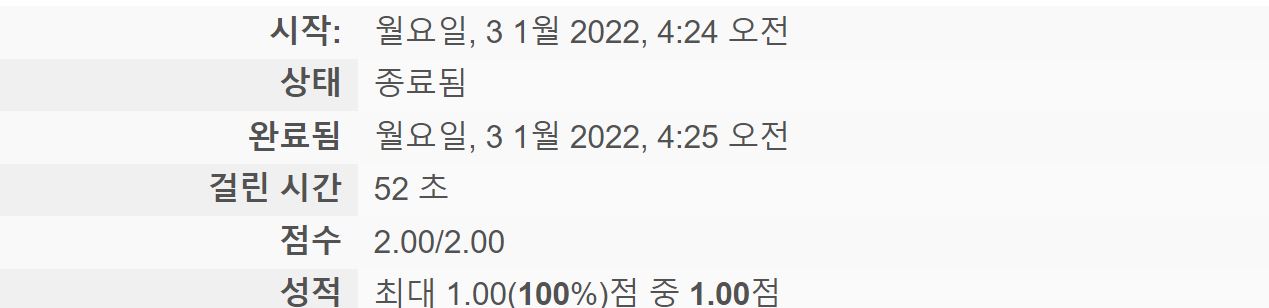 시작: 월요일, 3 1월 2022, 4:24 오전
상태 종료됨
완료됨 월요일, 3 1월 2022, 4:25 오전
걸린 시간 52 초
점수 2.00/2.00
성적 최대 1.00(100%)점 중 1.00점